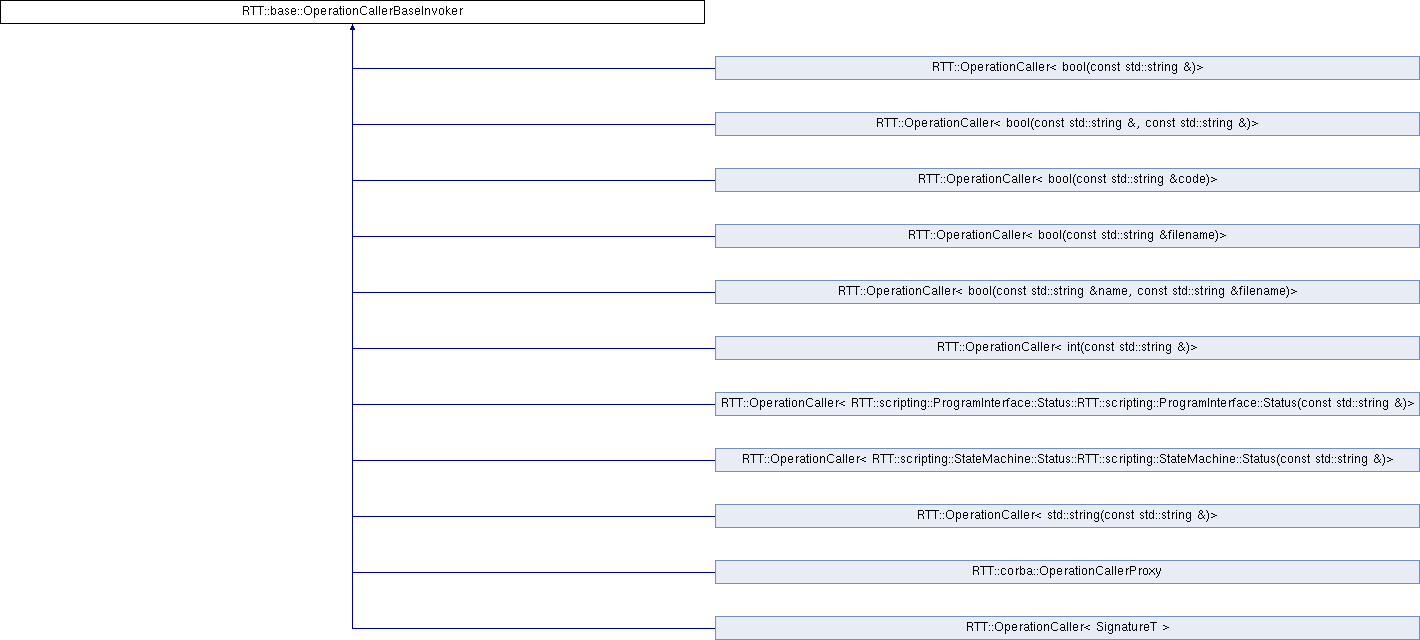 RTT::base::OperationCallerBaseInvoker
RTT::OperationCaller< bool(const std::string &)>
RTT::OperationCaller< bool(const std::string &, const std::string &)>
RTT::OperationCaller< bool(const std::string &code)>
RTT::OperationCaller< bool(const std::string &filename)>
RTT::OperationCaller< bool(const std::string &name, const std::string &filename)>
RTT::OperationCaller< int(const std::string &)>
RTT::OperationCaller< RTT::scripting::ProgramInterface::Status::RTT::scripting::ProgramInterface::Status(const std::string &)>
RTT::OperationCaller< RTT::scripting::StateMachine::Status::RTT::scripting::StateMachine::Status(const std::string &)>
RTT::OperationCaller< std::string(const std::string &)>
RTT::corba::OperationCallerProxy
RTT::OperationCaller< SignatureT >